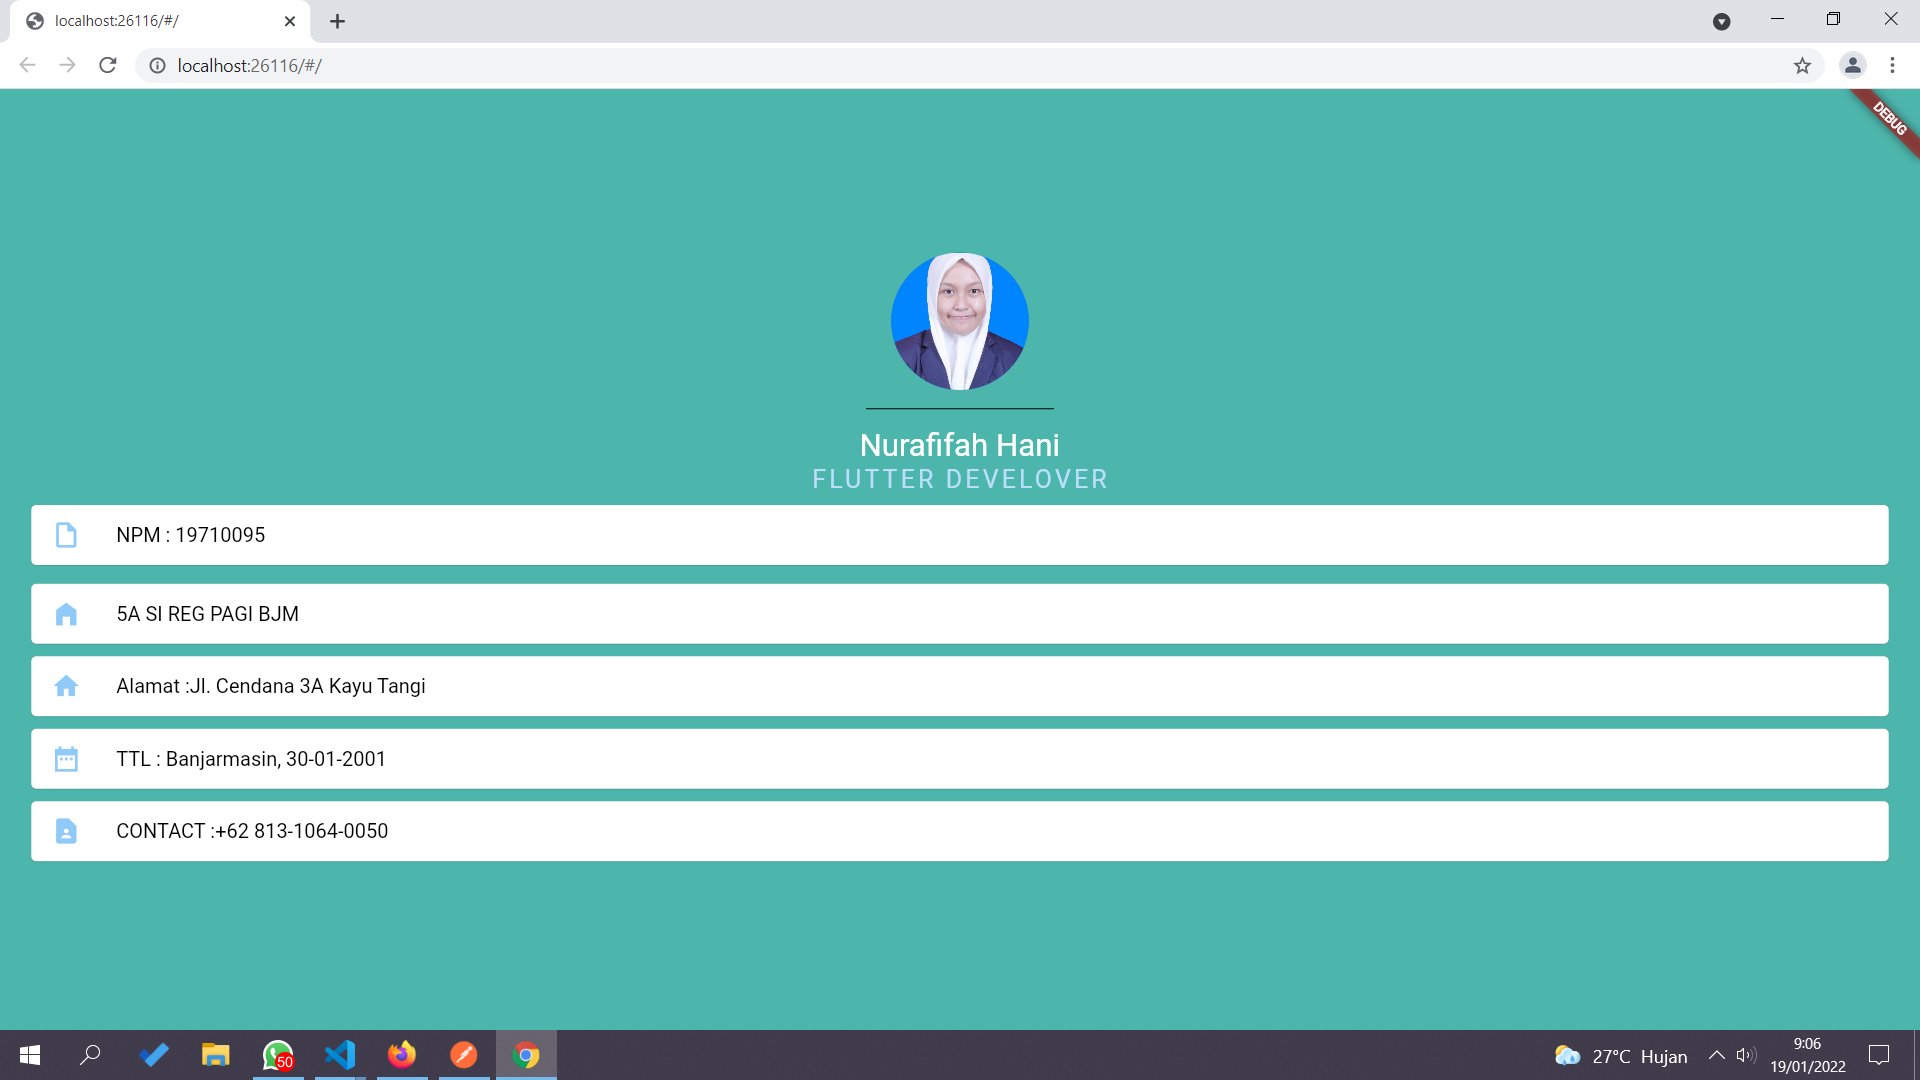 localhost:26116/#/
localhost:26116/#/
DEBUG
Nurafifah Hani
FLUTTER DEVELOVER
NPM : 19710095
5A SI REG PAGI BJM
Alamat :Jl. Cendana 3A Kayu Tangi
TTL : Banjarmasin, 30-01-2001
CONTACT :+62 813-1064-0050
50
27°C Hujan
9:06
19/01/2022